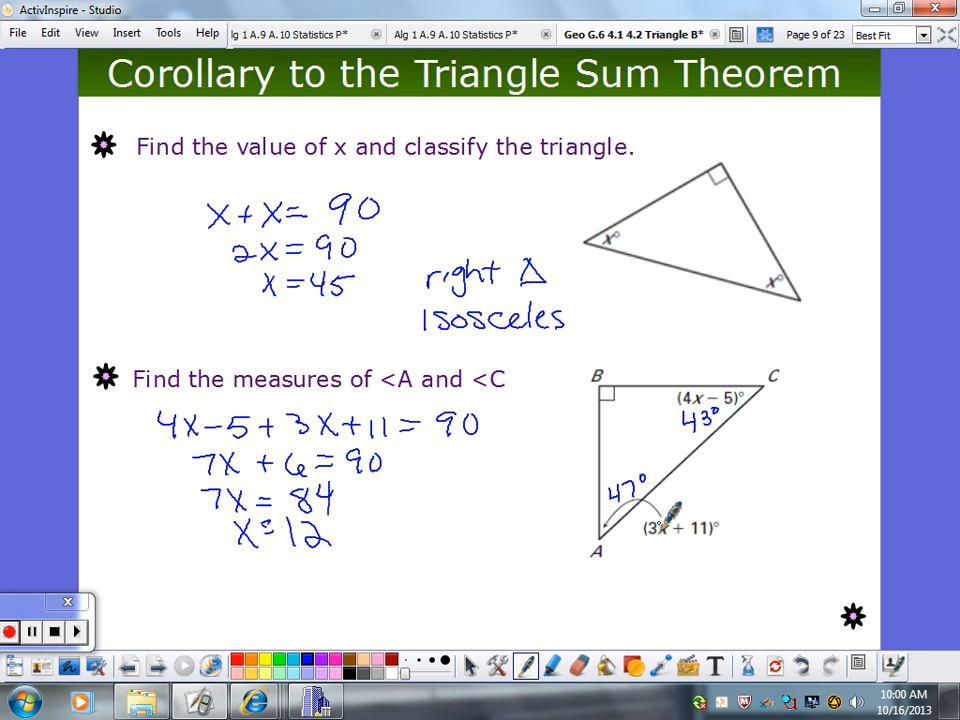 ActivInspire - Studio
File Edit View Insert Tools Help
lg 1 A.9 A.10 Statistics P*
Alg 1 A.9 A.10 Statistics P*
Geo G.6 4.1 4.2 Triangle B*
Page 9 of 23
Best Fit
Corollary to the Triangle Sum Theorem
Find the value of x and classify the triangle.
x + x = 90
2x = 90
x = 45
right Δ
isosceles
x°
x°
Find the measures of <A and <C
4x - 5 + 3x + 11 = 90
7x + 6 = 90
7x = 84
x = 12
B
C
(4x − 5)°
43°
47°
(3x + 11)°
A
10:00 AM
10/16/2013